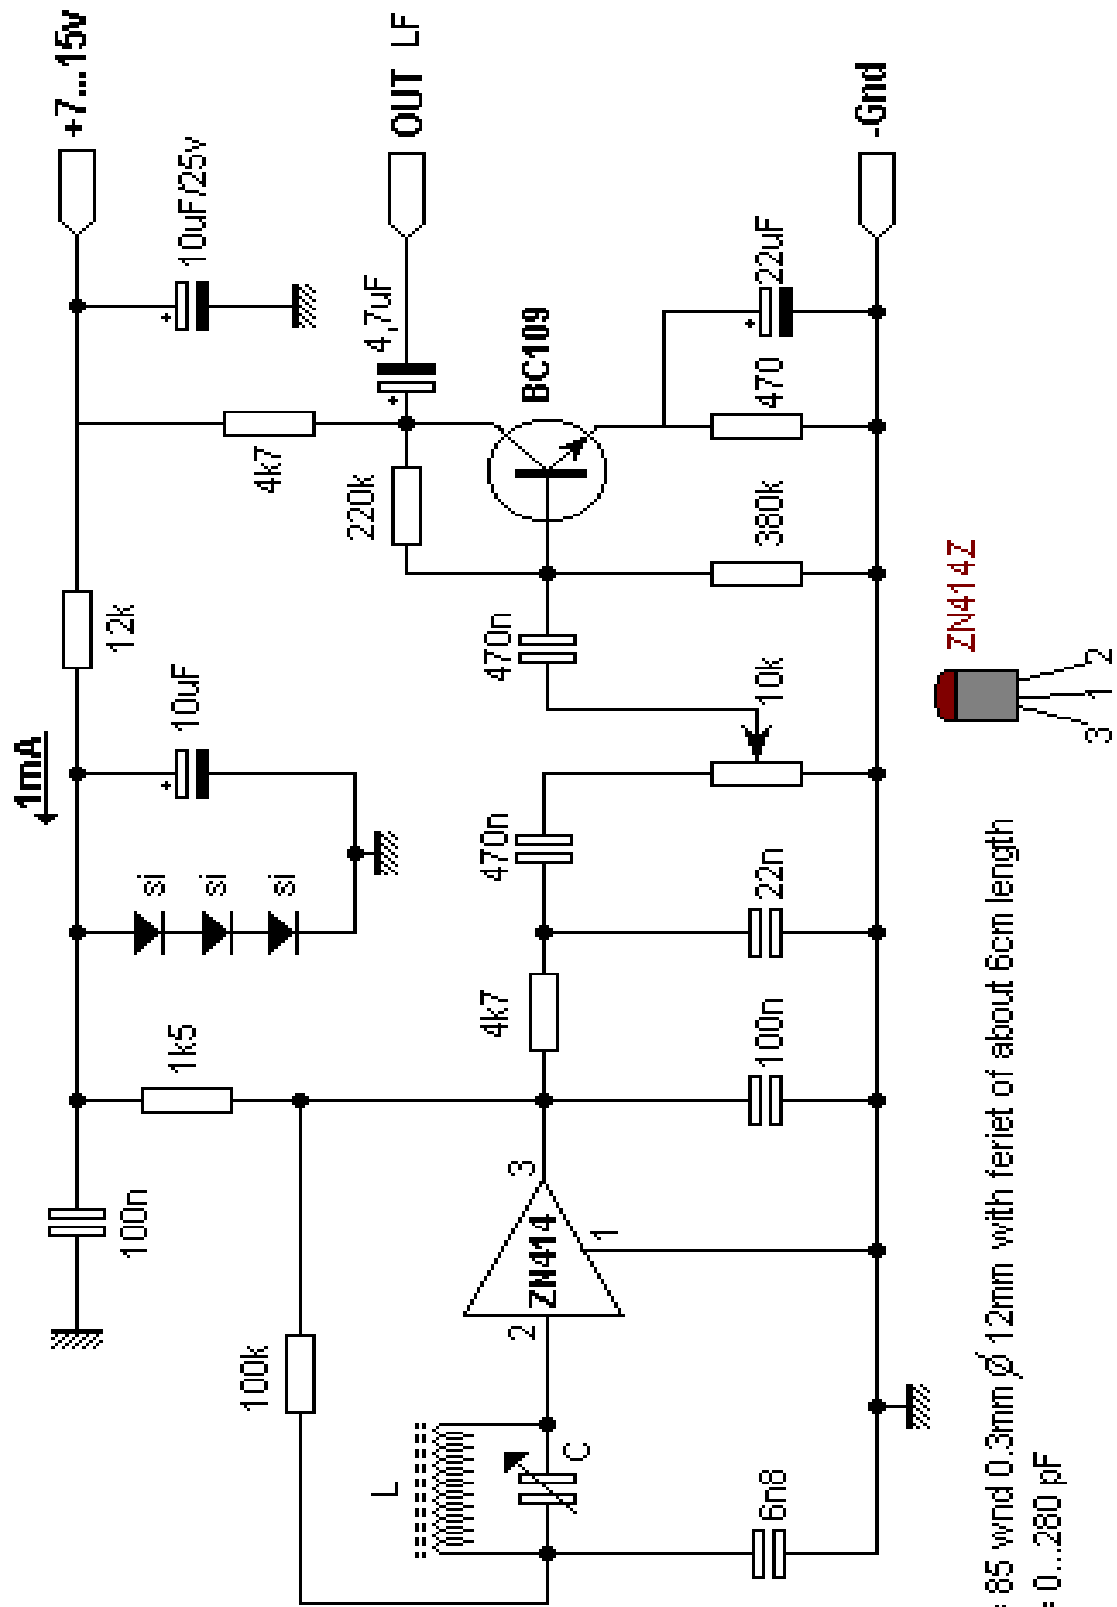 +7...15v
1mA
10uF/25v
12k
10uF
100n
OUT LF
4,7uF
4k7
220k
si
si
si
1k5
BC109
470n
470n
4k7
100k
L
3
ZN414
2
1
C
22uF
470
380k
10k
22n
100n
6n8
-Gnd
ZN414Z
3 1 2
= 85 wnd 0.3mm Ø 12mm with feriet of about 6cm length
= 0...280 pF